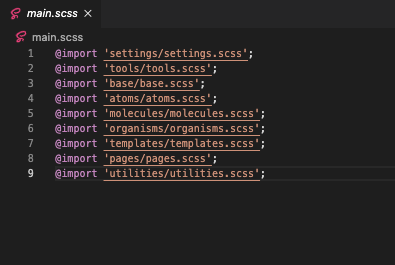 main.scss ×
main.scss
1 @import 'settings/settings.scss';
2 @import 'tools/tools.scss';
3 @import 'base/base.scss';
4 @import 'atoms/atoms.scss';
5 @import 'molecules/molecules.scss';
6 @import 'organisms/organisms.scss';
7 @import 'templates/templates.scss';
8 @import 'pages/pages.scss';
9 @import 'utilities/utilities.scss';